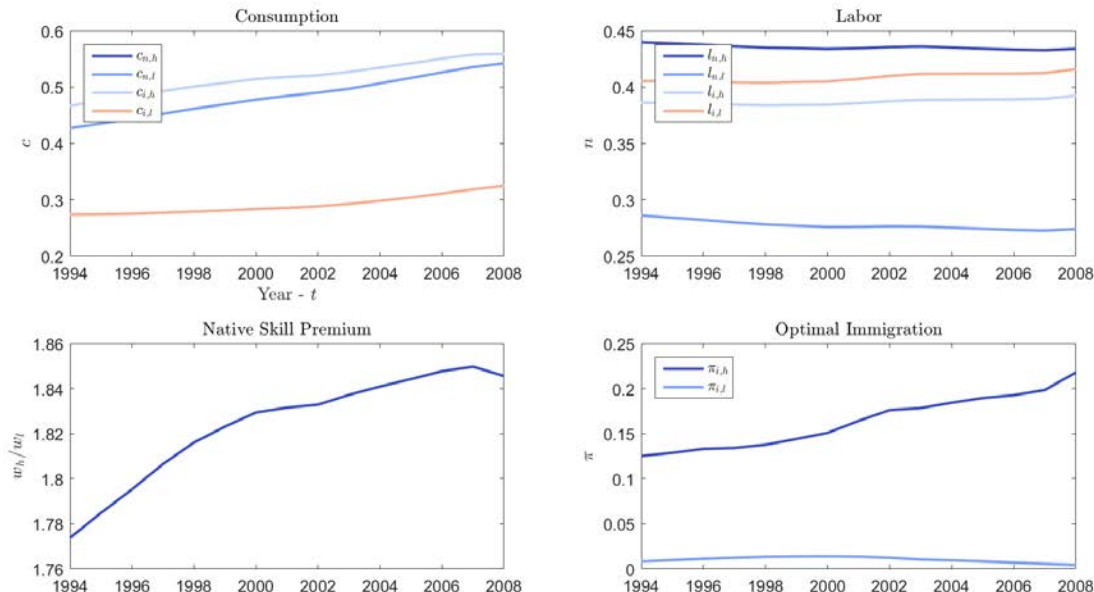 Consumption
0.6
0.5
0.4
0.3
0.2
c
c_{n,h}
c_{n,l}
c_{i,h}
c_{i,l}
1994 1996 1998 2000 2002 2004 2006 2008
Year - t
Labor
0.45
0.4
0.35
0.3
0.25
n
l_{n,h}
l_{n,l}
l_{i,h}
l_{i,l}
1994 1996 1998 2000 2002 2004 2006 2008
Native Skill Premium
1.86
1.84
1.82
1.8
1.78
1.76
w_h/w_l
1994 1996 1998 2000 2002 2004 2006 2008
Optimal Immigration
0.25
0.2
0.15
0.1
0.05
0
π
π_{i,h}
π_{i,l}
1994 1996 1998 2000 2002 2004 2006 2008